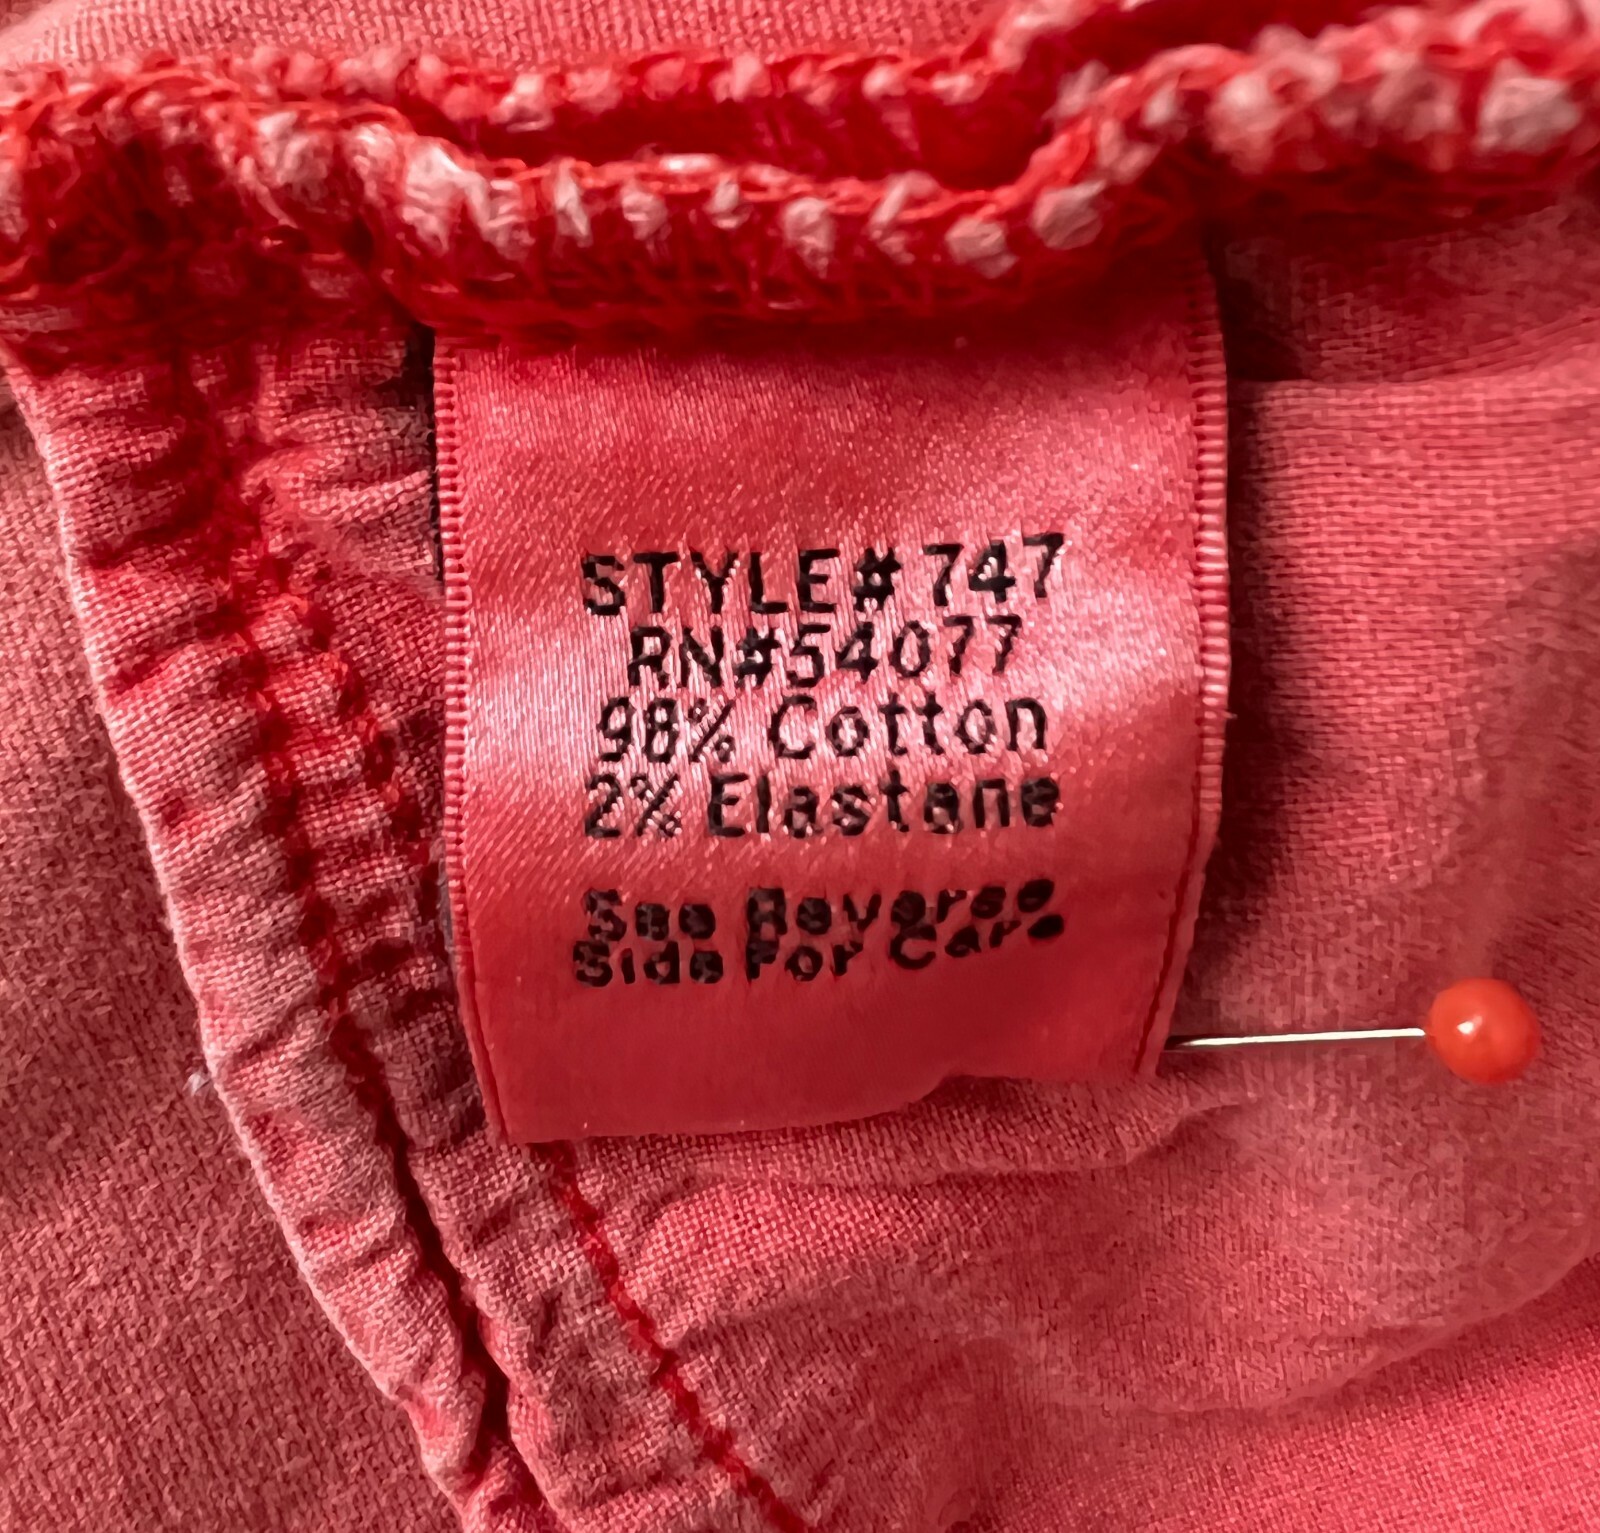 STYLE# 747
RN#54077
98% Cotton
2% Elastane
See Reverse
Side For Care